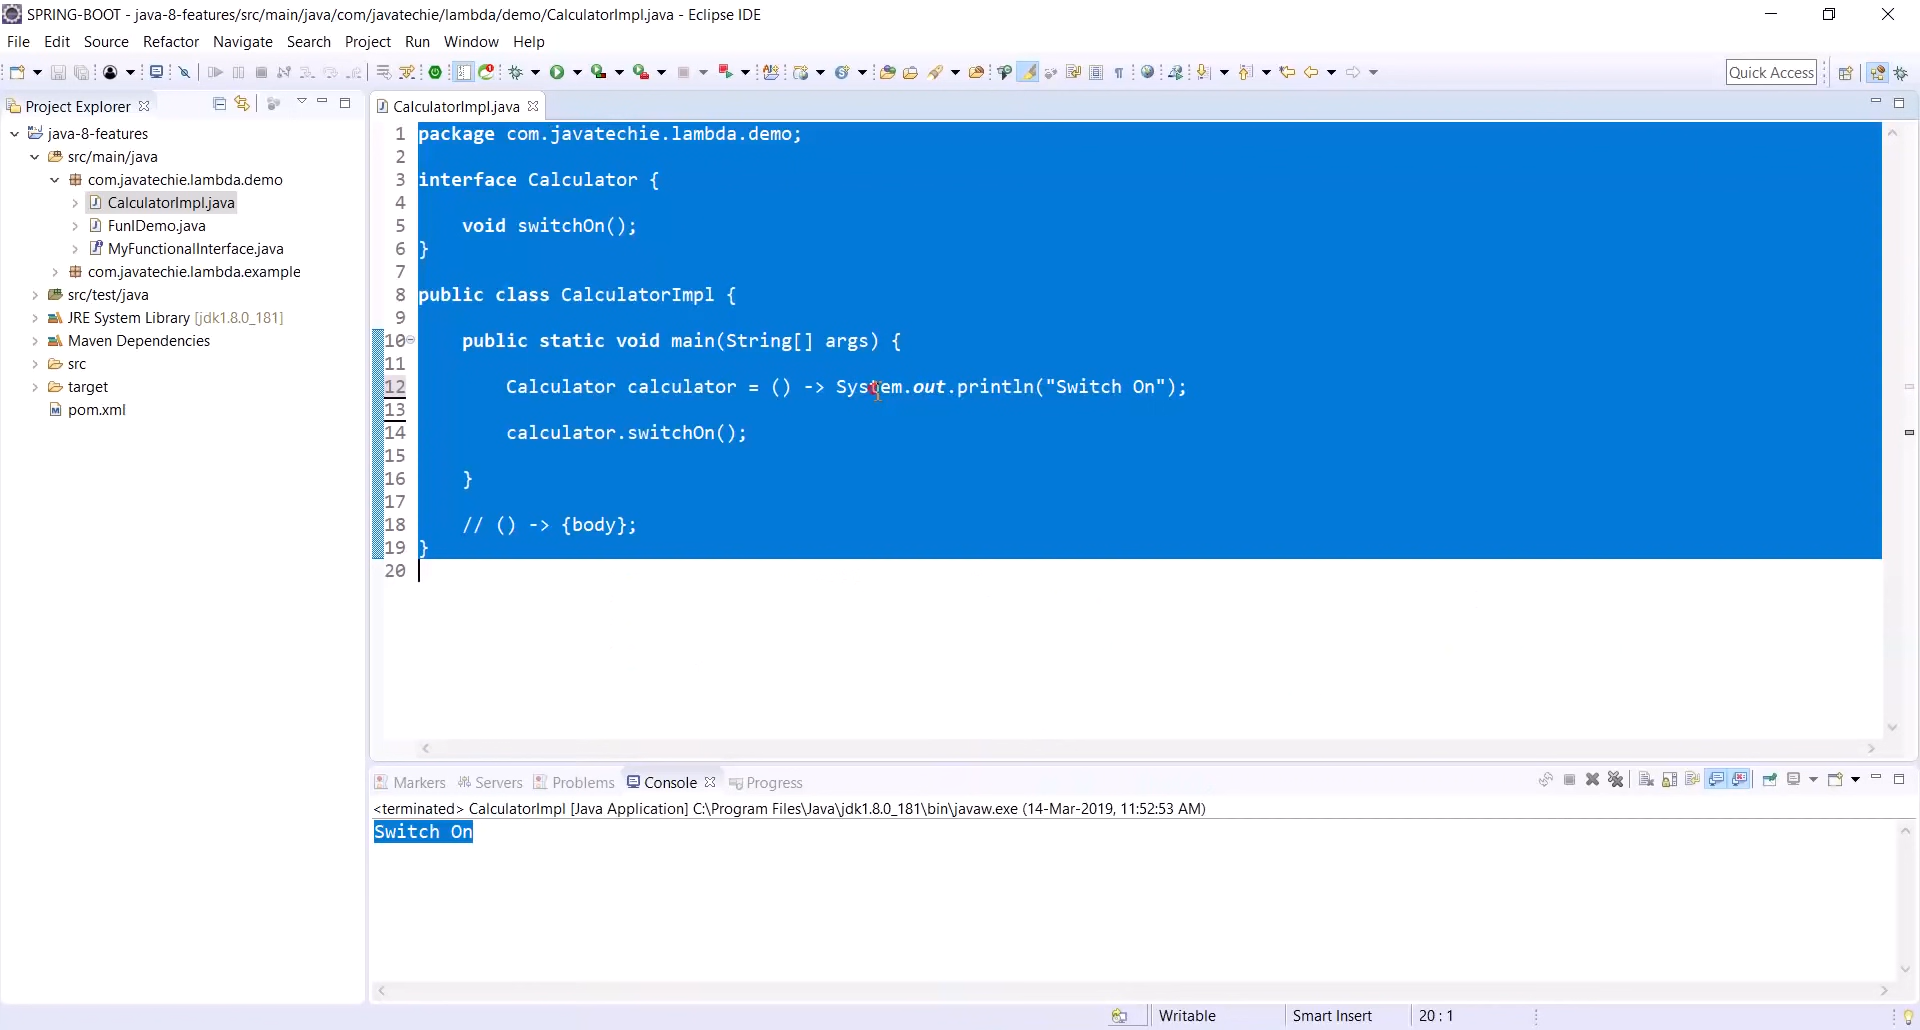 SPRING-BOOT - java-8-features/src/main/java/com/javatechie/lambda/demo/CalculatorImpl.java - Eclipse IDE
File Edit Source Refactor Navigate Search Project Run Window Help
Quick Access
Project Explorer
java-8-features
src/main/java
com.javatechie.lambda.demo
CalculatorImpl.java
FunIDemo.java
MyFunctionalInterface.java
com.javatechie.lambda.example
src/test/java
JRE System Library [jdk1.8.0_181]
Maven Dependencies
src
target
pom.xml
CalculatorImpl.java
1 package com.javatechie.lambda.demo;
2
3 interface Calculator {
4
5 void switchOn();
6 }
7
8 public class CalculatorImpl {
9
10 public static void main(String[] args) {
11
12 Calculator calculator = () -> System.out.println("Switch On");
13
14 calculator.switchOn();
15
16 }
17
18 // () -> {body};
19 }
20
Markers Servers Problems Console Progress
<terminated> CalculatorImpl [Java Application] C:\Program Files\Java\jdk1.8.0_181\bin\javaw.exe (14-Mar-2019, 11:52:53 AM)
Switch On
Writable Smart Insert 20 : 1